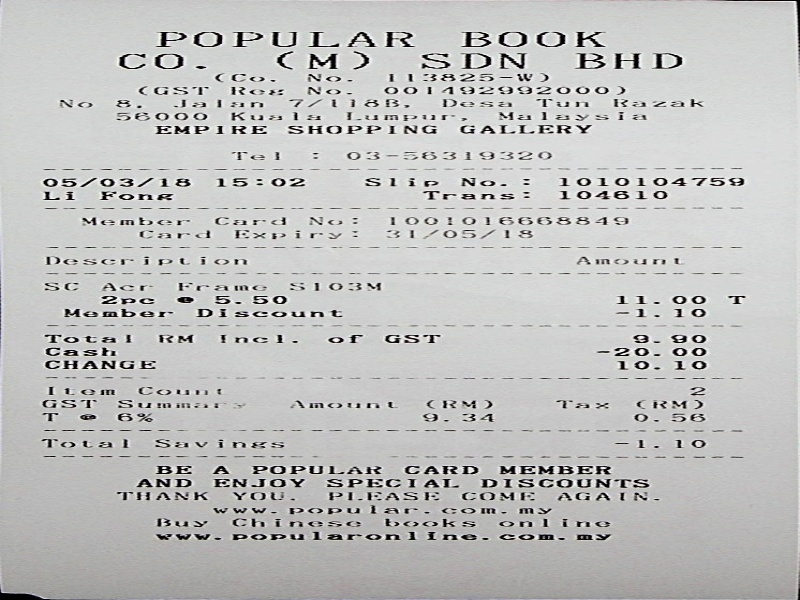 POPULAR BOOK
CO. (M) SDN BHD
(Co. No. 113825-W)
(GST Reg No. 001492992000)
No 8, Jalan 7/118B, Desa Tun Razak
56000 Kuala Lumpur, Malaysia
EMPIRE SHOPPING GALLERY
Tel : 03-56319320
05/03/18 15:02 Slip No.: 1010104759
Li Fong Trans: 104610
Member Card No: 1001016668849
Card Expiry: 31/05/18
Description Amount
SC Acr Frame S103M
2pc @ 5.50 11.00 T
Member Discount -1.10
Total RM Incl. of GST 9.90
Cash -20.00
CHANGE 10.10
Item Count 2
GST Summary Amount (RM) Tax (RM)
T @ 6% 9.34 0.56
Total Savings -1.10
BE A POPULAR CARD MEMBER
AND ENJOY SPECIAL DISCOUNTS
THANK YOU. PLEASE COME AGAIN.
www.popular.com.my
Buy Chinese books online
www.popularonline.com.my